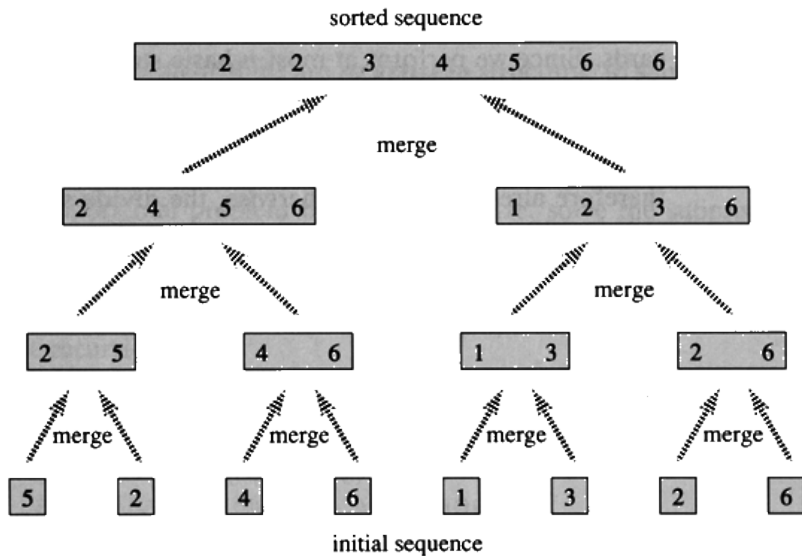 sorted sequence
1 2 2 3 4 5 6 6
merge
2 4 5 6
1 2 3 6
merge
merge
2 5
4 6
1 3
2 6
merge
merge
merge
merge
5
2
4
6
1
3
2
6
initial sequence